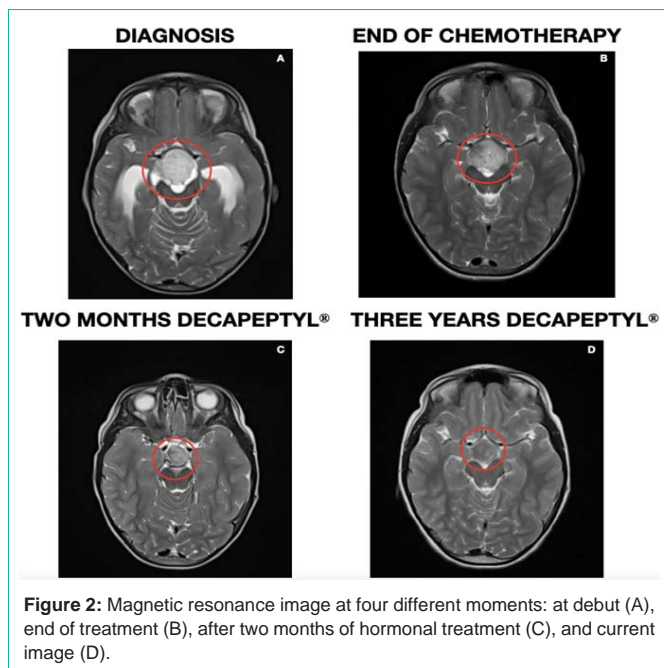 DIAGNOSIS
END OF CHEMOTHERAPY
A
B
TWO MONTHS DECAPEPTYL®
THREE YEARS DECAPEPTYL®
C
D
Figure 2: Magnetic resonance image at four different moments: at debut (A),
end of treatment (B), after two months of hormonal treatment (C), and current
image (D).